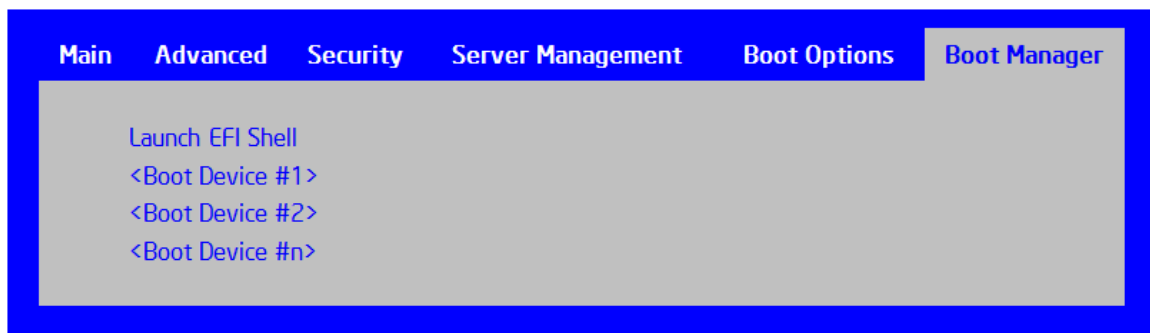 Main Advanced Security Server Management Boot Options Boot Manager
Launch EFI Shell
<Boot Device #1>
<Boot Device #2>
<Boot Device #n>